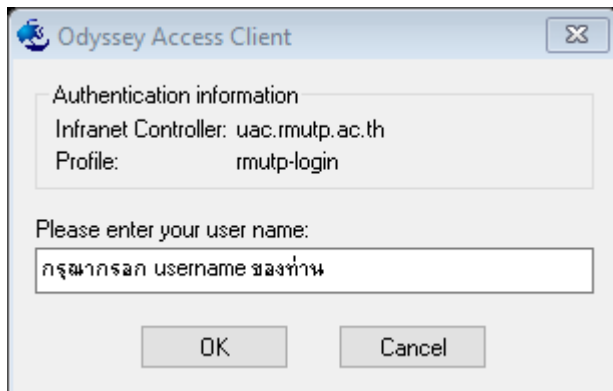 Odyssey Access Client
Authentication information
Infranet Controller: uac.rmutp.ac.th
Profile: rmutp-login
Please enter your user name:
กรุณากรอก username ของท่าน
OK Cancel